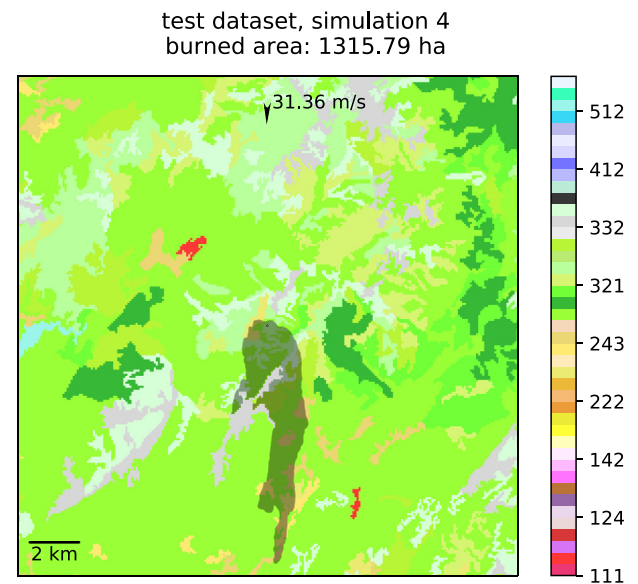 test dataset, simulation 4
burned area: 1315.79 ha
31.36 m/s
512
412
332
321
243
222
142
124
111
2 km